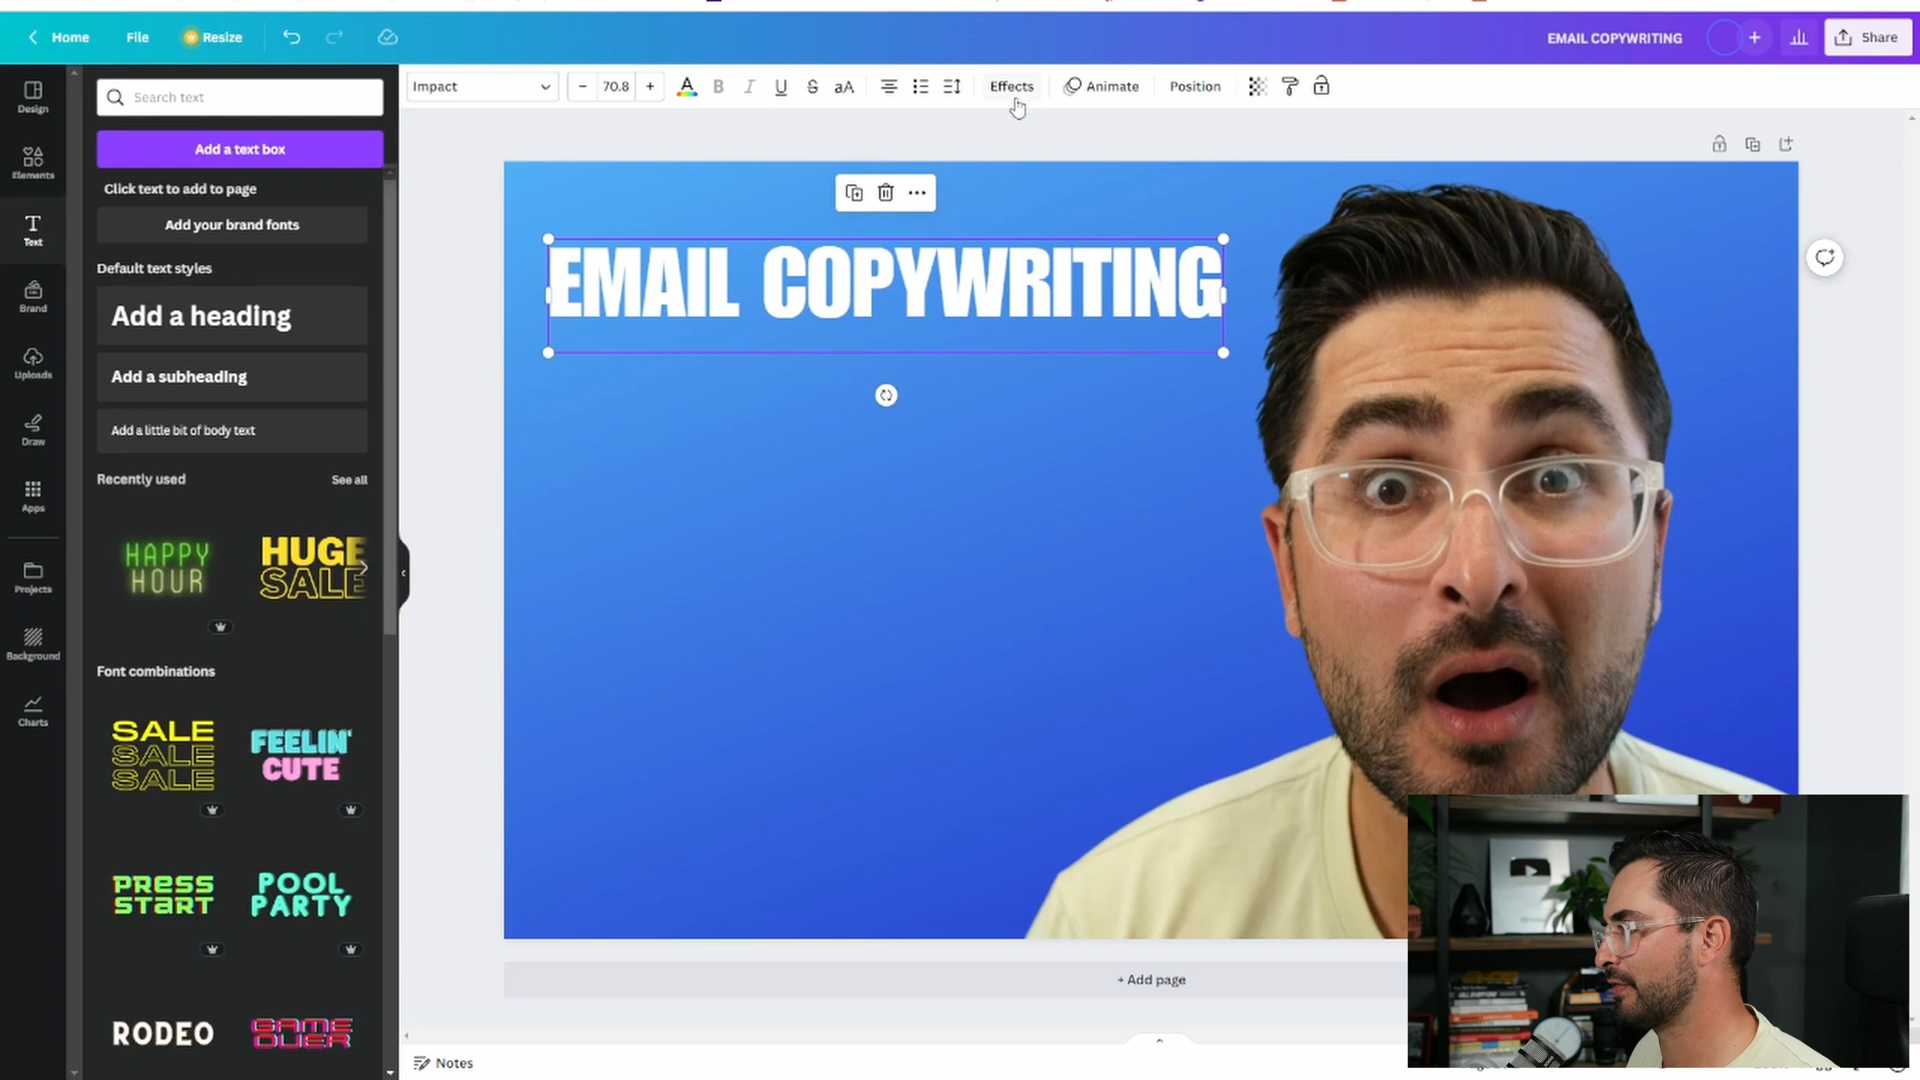 Home
File
Resize
EMAIL COPYWRITING
Share
Design
Elements
Text
Brand
Uploads
Draw
Apps
Projects
Background
Charts
Search text
Add a text box
Click text to add to page
Add your brand fonts
Default text styles
Add a heading
Add a subheading
Add a little bit of body text
Recently used
See all
HAPPY
HOUR
HUGE
SALE
Font combinations
SALE
SALE
SALE
FEELIN'
CUTE
PRESS
START
POOL
PARTY
RODEO
GAME
OVER
Impact
70.8
A
B
I
U
S
aA
Effects
Animate
Position
EMAIL COPYWRITING
+ Add page
Notes